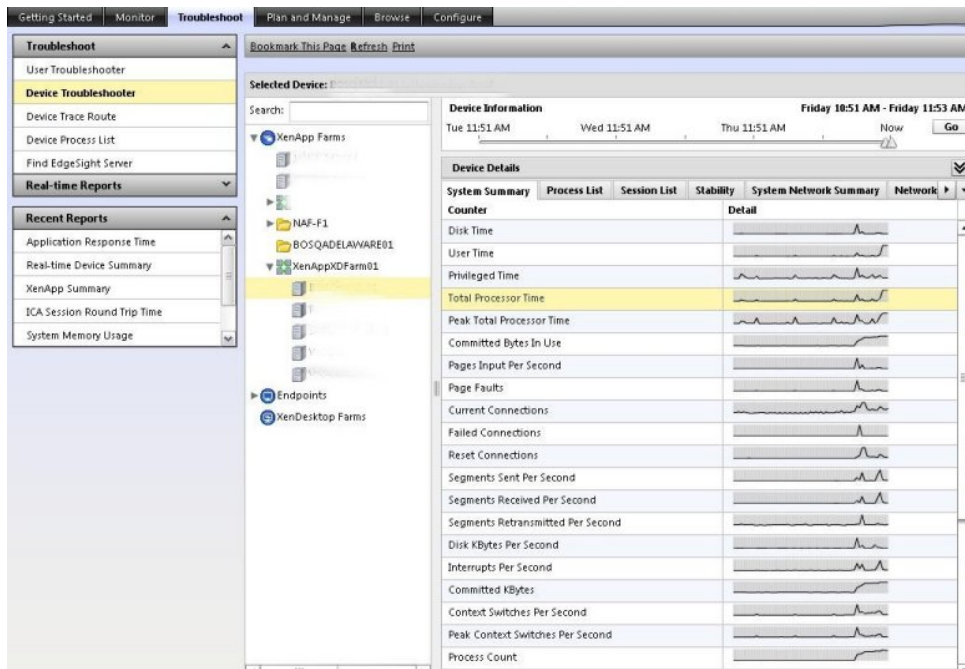 Getting Started Monitor Troubleshoot Plan and Manage Browse Configure
Troubleshoot
User Troubleshooter
Device Troubleshooter
Device Trace Route
Device Process List
Find EdgeSight Server
Real-time Reports
Recent Reports
Application Response Time
Real-time Device Summary
XenApp Summary
ICA Session Round Trip Time
System Memory Usage
Bookmark This Page Refresh Print
Selected Device:
Search:
XenApp Farms
NAF-F1
BOSQADELAWARE01
XenAppXDFarm01
Endpoints
XenDesktop Farms
Device Information Friday 10:51 AM - Friday 11:53 AM
Tue 11:51 AM Wed 11:51 AM Thu 11:51 AM Now Go
Device Details
System Summary Process List Session List Stability System Network Summary Network
Counter Detail
Disk Time
User Time
Privileged Time
Total Processor Time
Peak Total Processor Time
Committed Bytes In Use
Pages Input Per Second
Page Faults
Current Connections
Failed Connections
Reset Connections
Segments Sent Per Second
Segments Received Per Second
Segments Retransmitted Per Second
Disk KBytes Per Second
Interrupts Per Second
Committed KBytes
Context Switches Per Second
Peak Context Switches Per Second
Process Count